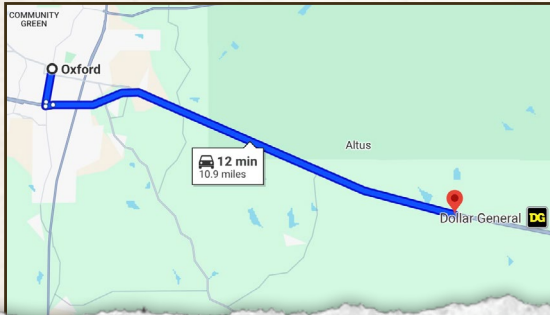 COMMUNITY
GREEN
Oxford
Altus
12 min
10.9 miles
Dollar General DG